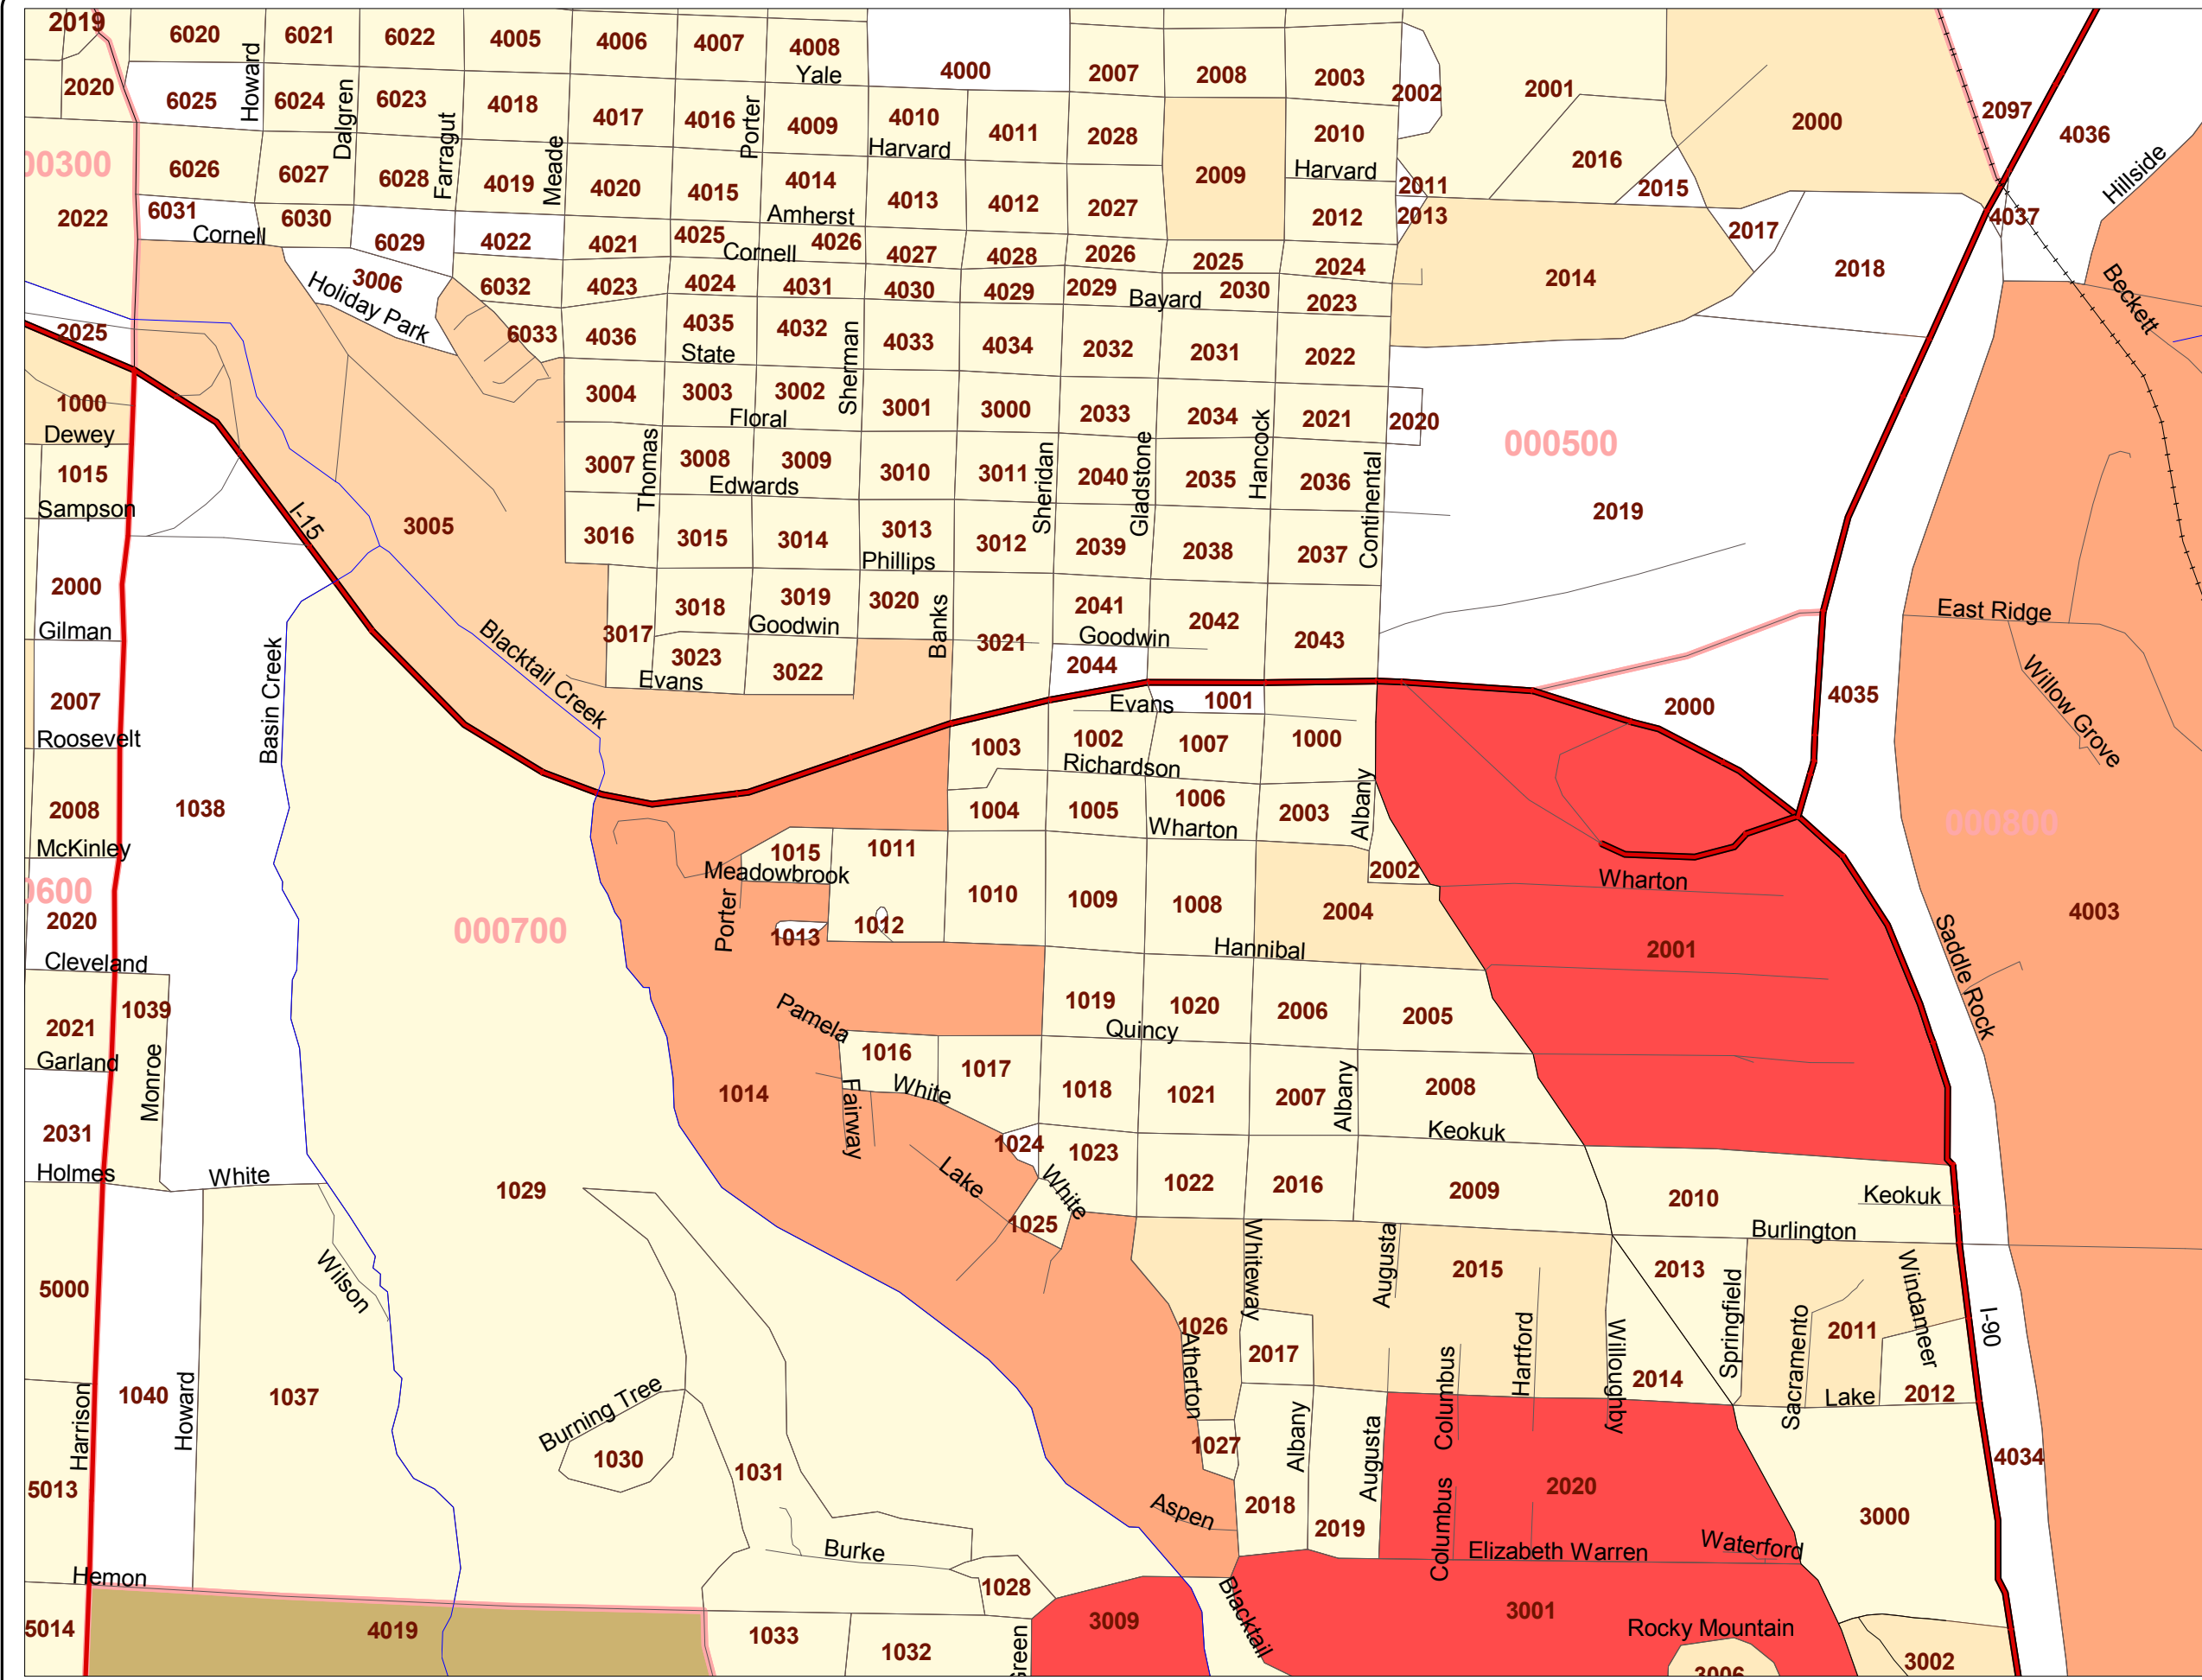 2019
6020
6021
6022
4005
4006
4007
4008
Yale
4000
2007
2008
2003
2002
2001
2000
2097
4036
Hillside
2020
6025
Howard
6024
Dalgren
6023
4018
4017
4016
Porter
4009
4010
Harvard
4011
2028
2009
2010
Harvard
2016
2015
2011
2013
00300
2022
6026
6027
6028
Farragut
4019
Meade
4020
4015
4014
Amherst
4013
4012
2027
2012
2017
4037
6031
Cornell
6030
6029
4022
4021
4025
Cornell
4026
4027
4028
2026
2025
2024
2014
2018
Beckett
3006
Holiday Park
6032
4023
4024
4031
4030
4029
2029
Bayard
2030
2023
2025
6033
4036
4035
State
4032
Sherman
4033
4034
2032
2031
2022
1000
Dewey
3004
3003
3002
Floral
3001
3000
2033
2034
Hancock
2021
2020
000500
1015
Sampson
I-15
3005
3007
Thomas
3008
3009
Edwards
3010
3011
Sheridan
2040
Gladstone
2035
2036
Continental
2019
3016
3015
3014
3013
Phillips
3012
2039
2038
2037
2000
Gilman
3017
3018
3019
Goodwin
3020
Banks
3021
2041
Goodwin
2042
2043
East Ridge
Willow Grove
2007
Roosevelt
Basin Creek
Blacktail Creek
3023
Evans
3022
2044
Evans
1001
2000
4035
1003
1002
Richardson
1007
1000
2008
McKinley
1038
1004
1005
1006
Wharton
2003
Albany
000800
0600
2020
Cleveland
000700
1015
Meadowbrook
Porter
1011
1013
1012
1010
1009
1008
2004
Hannibal
2002
Wharton
2001
4003
Saddle Rock
2021
Garland
1039
Monroe
Pamela
1019
1020
Quincy
2006
2005
1014
1016
White
Fairway
1017
1018
1021
2007
Albany
2008
Keokuk
2031
Holmes
White
1029
Lake
1024
1023
White
1025
1022
2016
2009
2010
Keokuk
Burlington
5000
Wilson
1026
Atherton
Whiteway
2017
Augusta
2015
Hartford
Willoughby
2013
2014
Springfield
Sacramento
2011
Windameer
Lake
2012
I-90
Harrison
1040
Howard
1037
Burning Tree
1030
1031
1027
Albany
Augusta
Columbus
2020
4034
5013
Aspen
2018
2019
Columbus
Elizabeth Warren
Waterford
3000
Burke
Hemon
1028
5014
4019
1033
1032
Green
3009
Blacktail
3001
Rocky Mountain
3006
3002